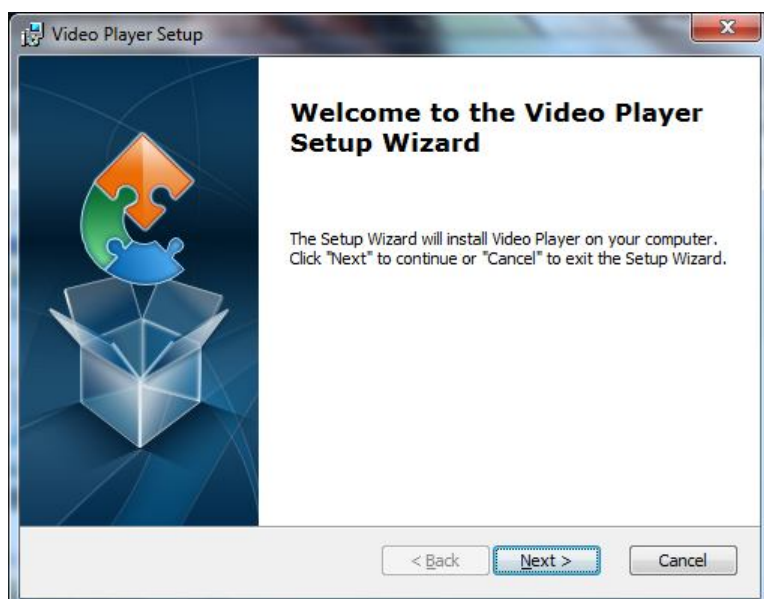 Video Player Setup
Welcome to the Video Player
Setup Wizard
The Setup Wizard will install Video Player on your computer.
Click "Next" to continue or "Cancel" to exit the Setup Wizard.
< Back
Next >
Cancel